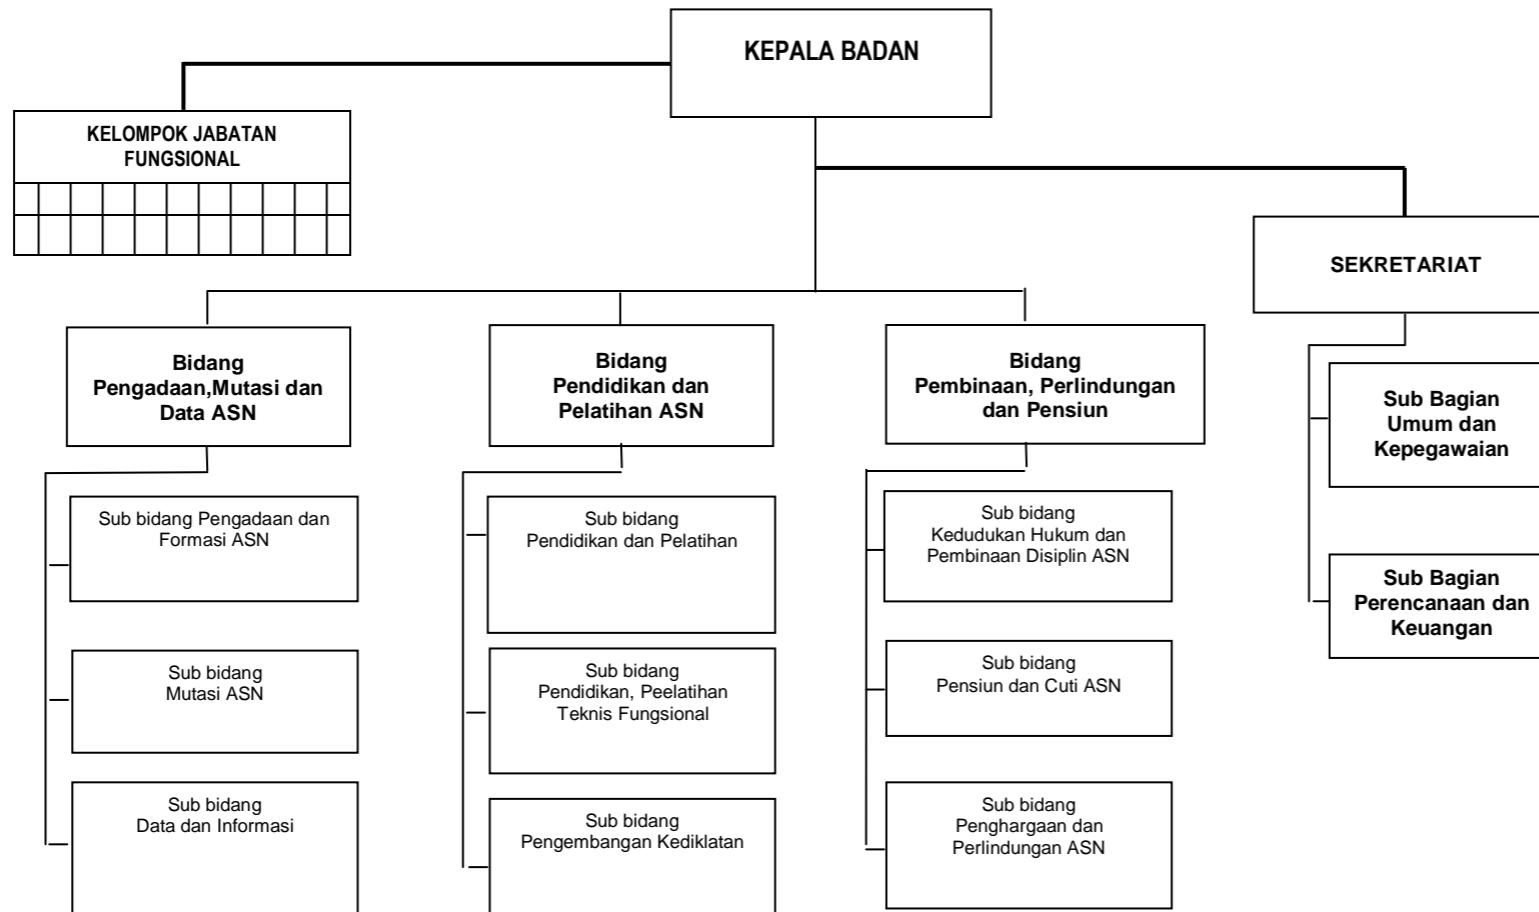 KEPALA BADAN
KELOMPOK JABATAN
FUNGSIONAL
SEKRETARIAT
Bidang
Pengadaan,Mutasi dan
Data ASN
Bidang
Pendidikan dan
Pelatihan ASN
Bidang
Pembinaan, Perlindungan
dan Pensiun
Sub Bagian
Umum dan
Kepegawaian
Sub Bagian
Perencanaan dan
Keuangan
Sub bidang Pengadaan dan
Formasi ASN
Sub bidang
Mutasi ASN
Sub bidang
Data dan Informasi
Sub bidang
Pendidikan dan Pelatihan
Sub bidang
Pendidikan, Peelatihan
Teknis Fungsional
Sub bidang
Pengembangan Kediklatan
Sub bidang
Kedudukan Hukum dan
Pembinaan Disiplin ASN
Sub bidang
Pensiun dan Cuti ASN
Sub bidang
Penghargaan dan
Perlindungan ASN